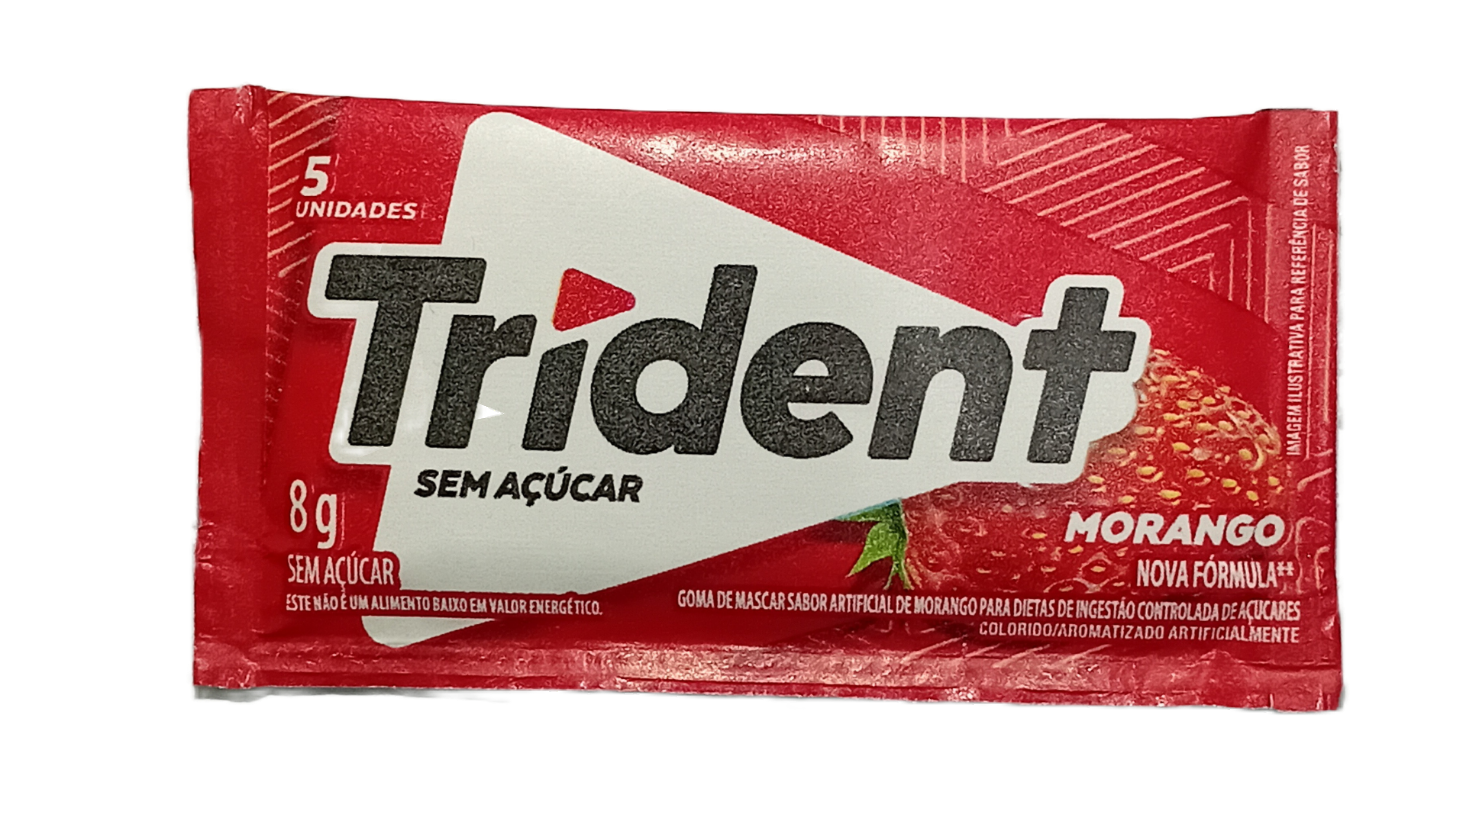 5
UNIDADES
Trident
SEM AÇÚCAR
8 g
SEM AÇÚCAR
ESTE NÃO É UM ALIMENTO BAIXO EM VALOR ENERGÉTICO.
MORANGO
NOVA FÓRMULA**
GOMA DE MASCAR SABOR ARTIFICIAL DE MORANGO PARA DIETAS DE INGESTÃO CONTROLADA DE AÇUCARES
COLORIDO/AROMATIZADO ARTIFICIALMENTE
IMAGEM ILUSTRATIVA PARA REFERÊNCIA DE SABOR